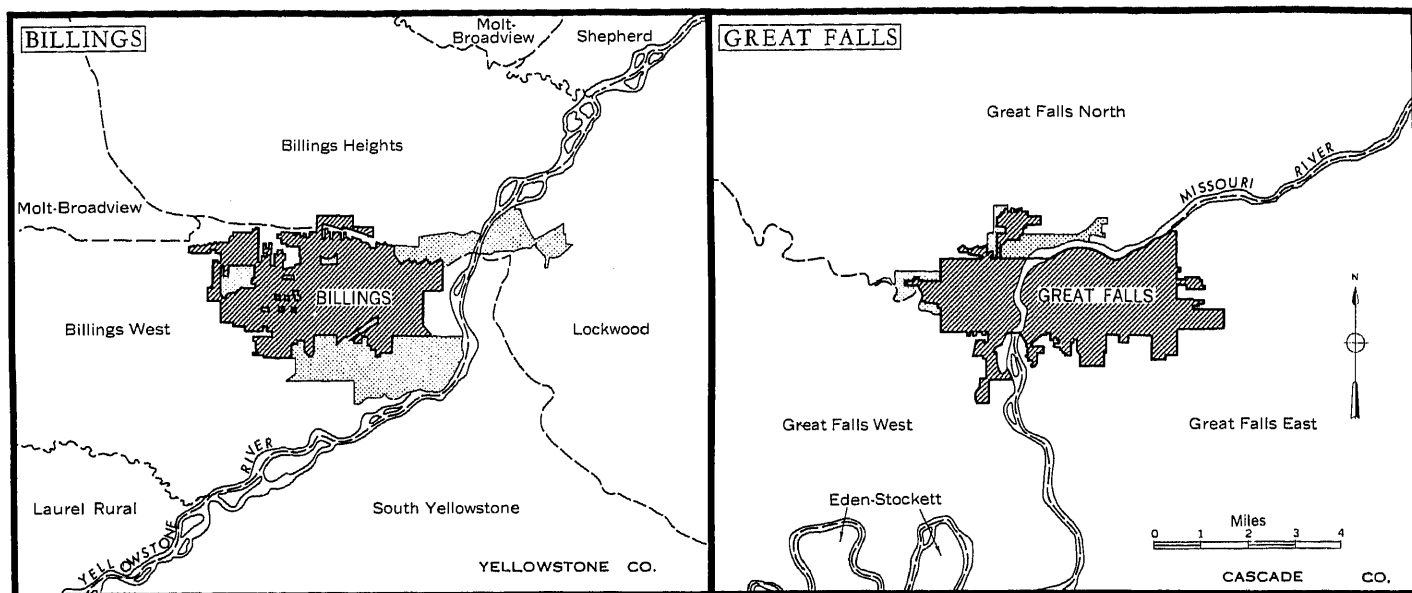 BILLINGS
Molt-
Broadview
Shepherd
Billings Heights
Molt-Broadview
BILLINGS
Billings West
Lockwood
RIVER
YELLOWSTONE
Laurel Rural
South Yellowstone
YELLOWSTONE CO.
GREAT FALLS
Great Falls North
MISSOURI RIVER
GREAT FALLS
N
Great Falls West
Great Falls East
Eden-Stockett
Miles
0 1 2 3 4
CASCADE CO.